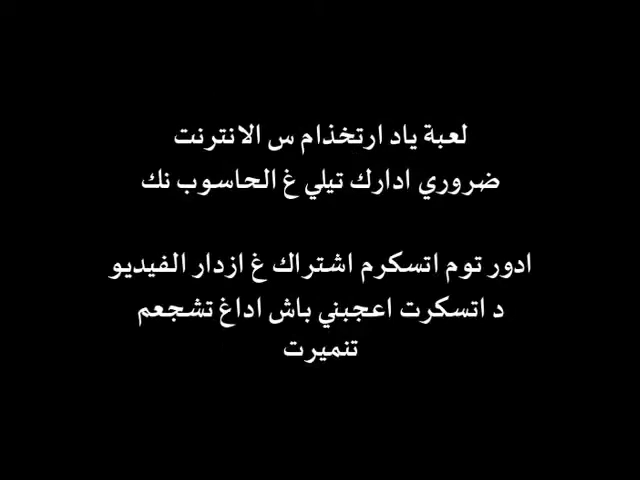 لعبة ياد ارتخذام س الانترنت
ضروري ادارك تيلي غ الحاسوب نك
ادور توم اتسكرم اشتراك غ ازدار الفيديو
د اتسكرت اعجبني باش اداغ تشجعم
تنميرت